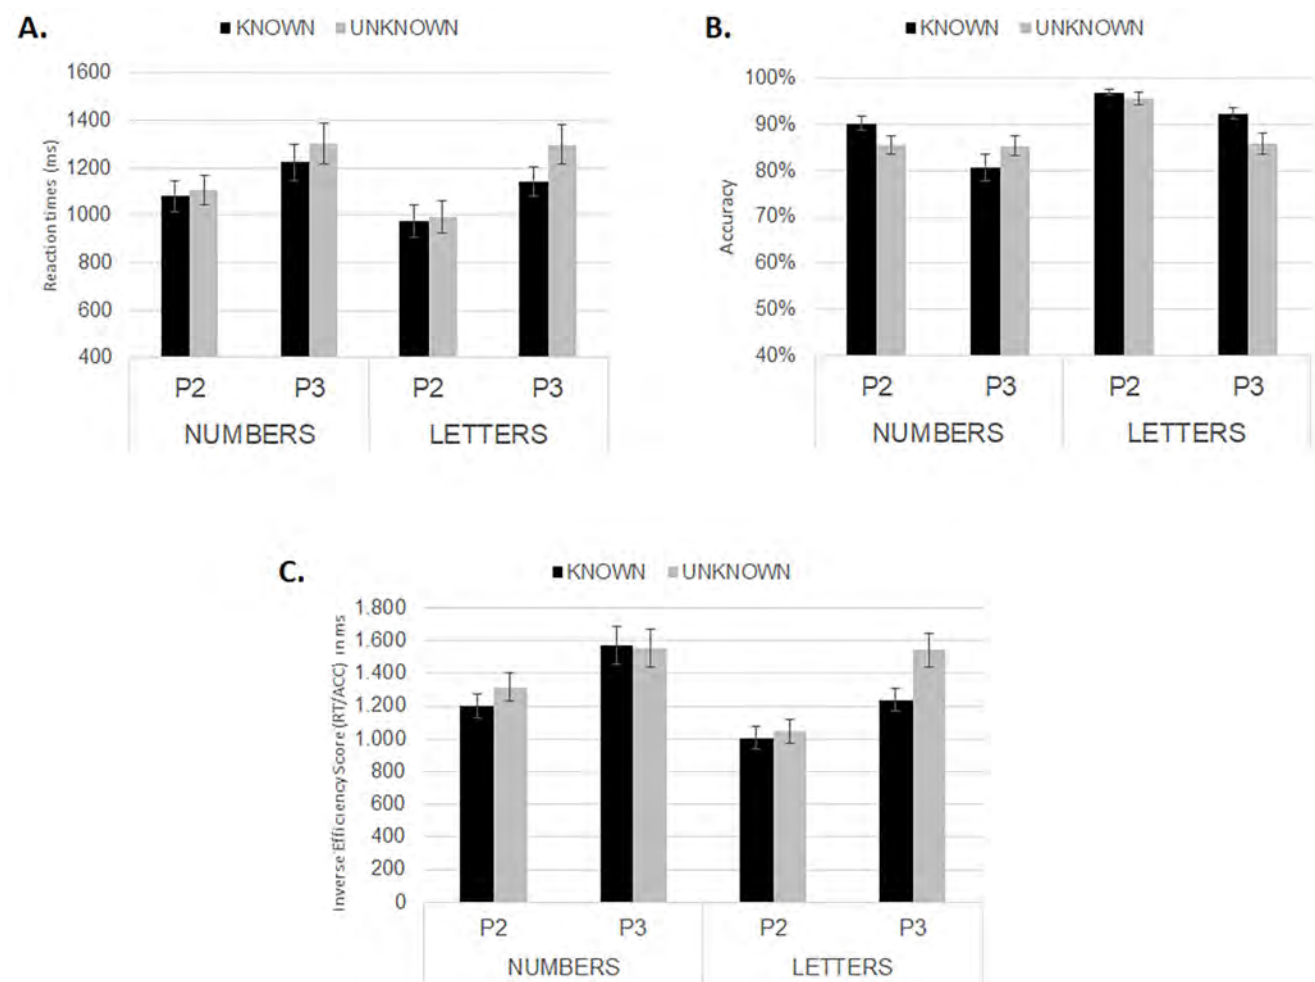 A.
KNOWN UNKNOWN
Reaction times (ms)
1600
1400
1200
1000
800
600
400
P2 P3 P2 P3
NUMBERS LETTERS
B.
KNOWN UNKNOWN
Accuracy
100%
90%
80%
70%
60%
50%
40%
P2 P3 P2 P3
NUMBERS LETTERS
C.
KNOWN UNKNOWN
Inverse Efficiency Score (RT/ACC) in ms
1.800
1.600
1.400
1.200
1.000
800
600
400
200
0
P2 P3 P2 P3
NUMBERS LETTERS